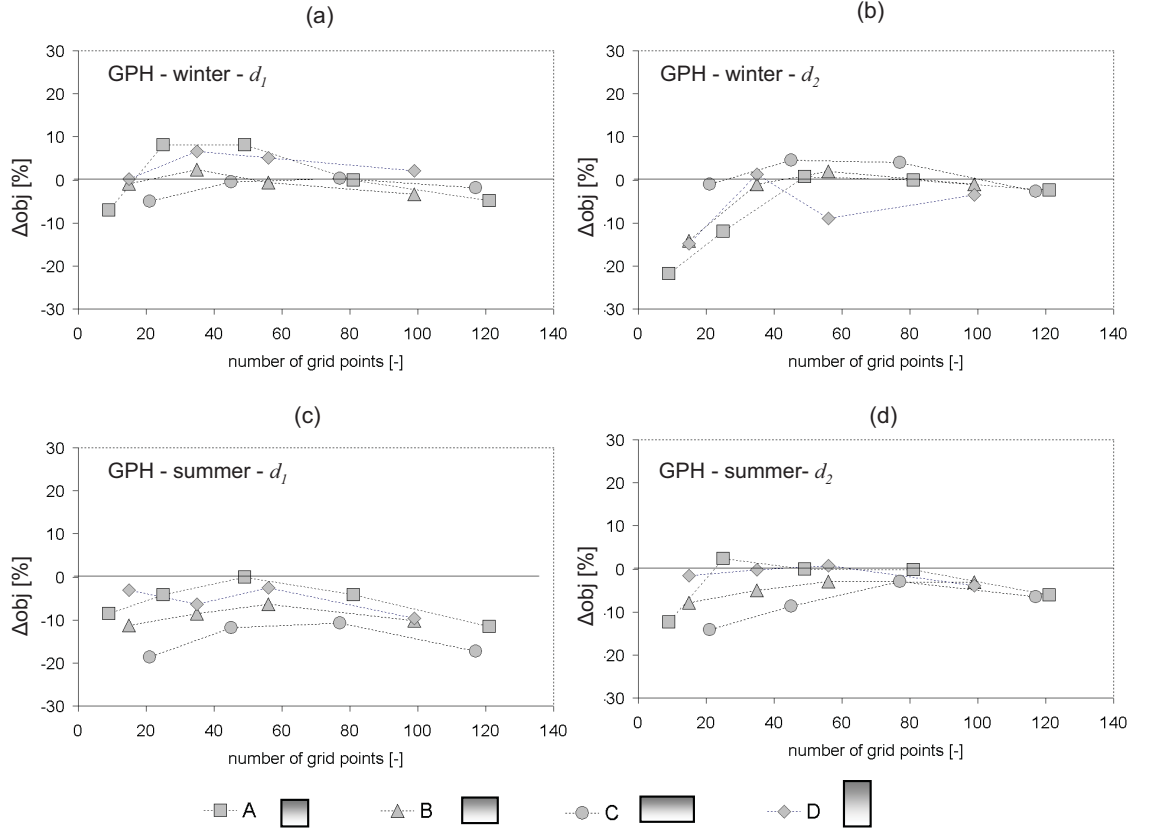 (a)
30
20
10
0
-10
-20
-30
Δobj [%]
GPH - winter - d1
0 20 40 60 80 100 120 140
number of grid points [-]
(b)
30
20
10
0
-10
-20
-30
Δobj [%]
GPH - winter - d2
0 20 40 60 80 100 120 140
number of grid points [-]
(c)
30
20
10
0
-10
-20
-30
Δobj [%]
GPH - summer - d1
0 20 40 60 80 100 120 140
number of grid points [-]
(d)
30
20
10
0
-10
-20
-30
Δobj [%]
GPH - summer- d2
0 20 40 60 80 100 120 140
number of grid points [-]
A B C D